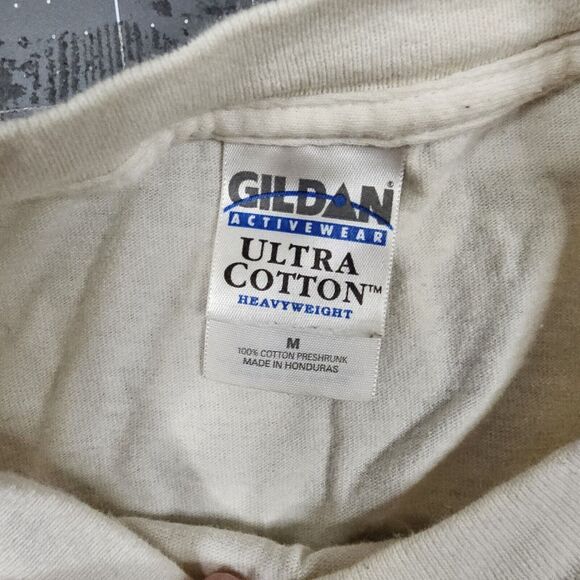 GILDAN®
ACTIVEWEAR
ULTRA
COTTON™
HEAVYWEIGHT
M
100% COTTON PRESHRUNK
MADE IN HONDURAS